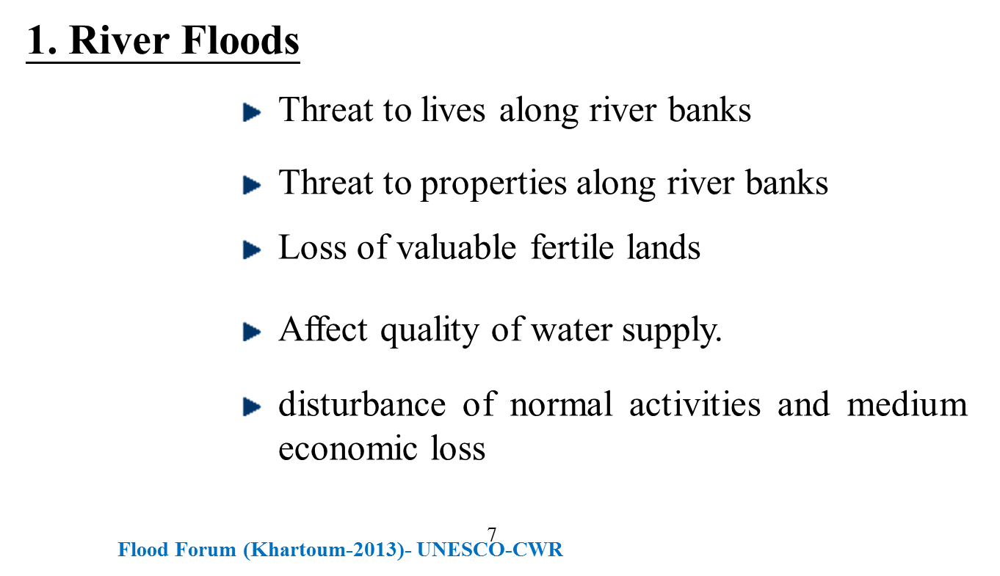 1. River Floods
Threat to lives along river banks
Threat to properties along river banks
Loss of valuable fertile lands
Affect quality of water supply.
disturbance of normal activities and medium
economic loss
7
Flood Forum (Khartoum-2013)- UNESCO-CWR